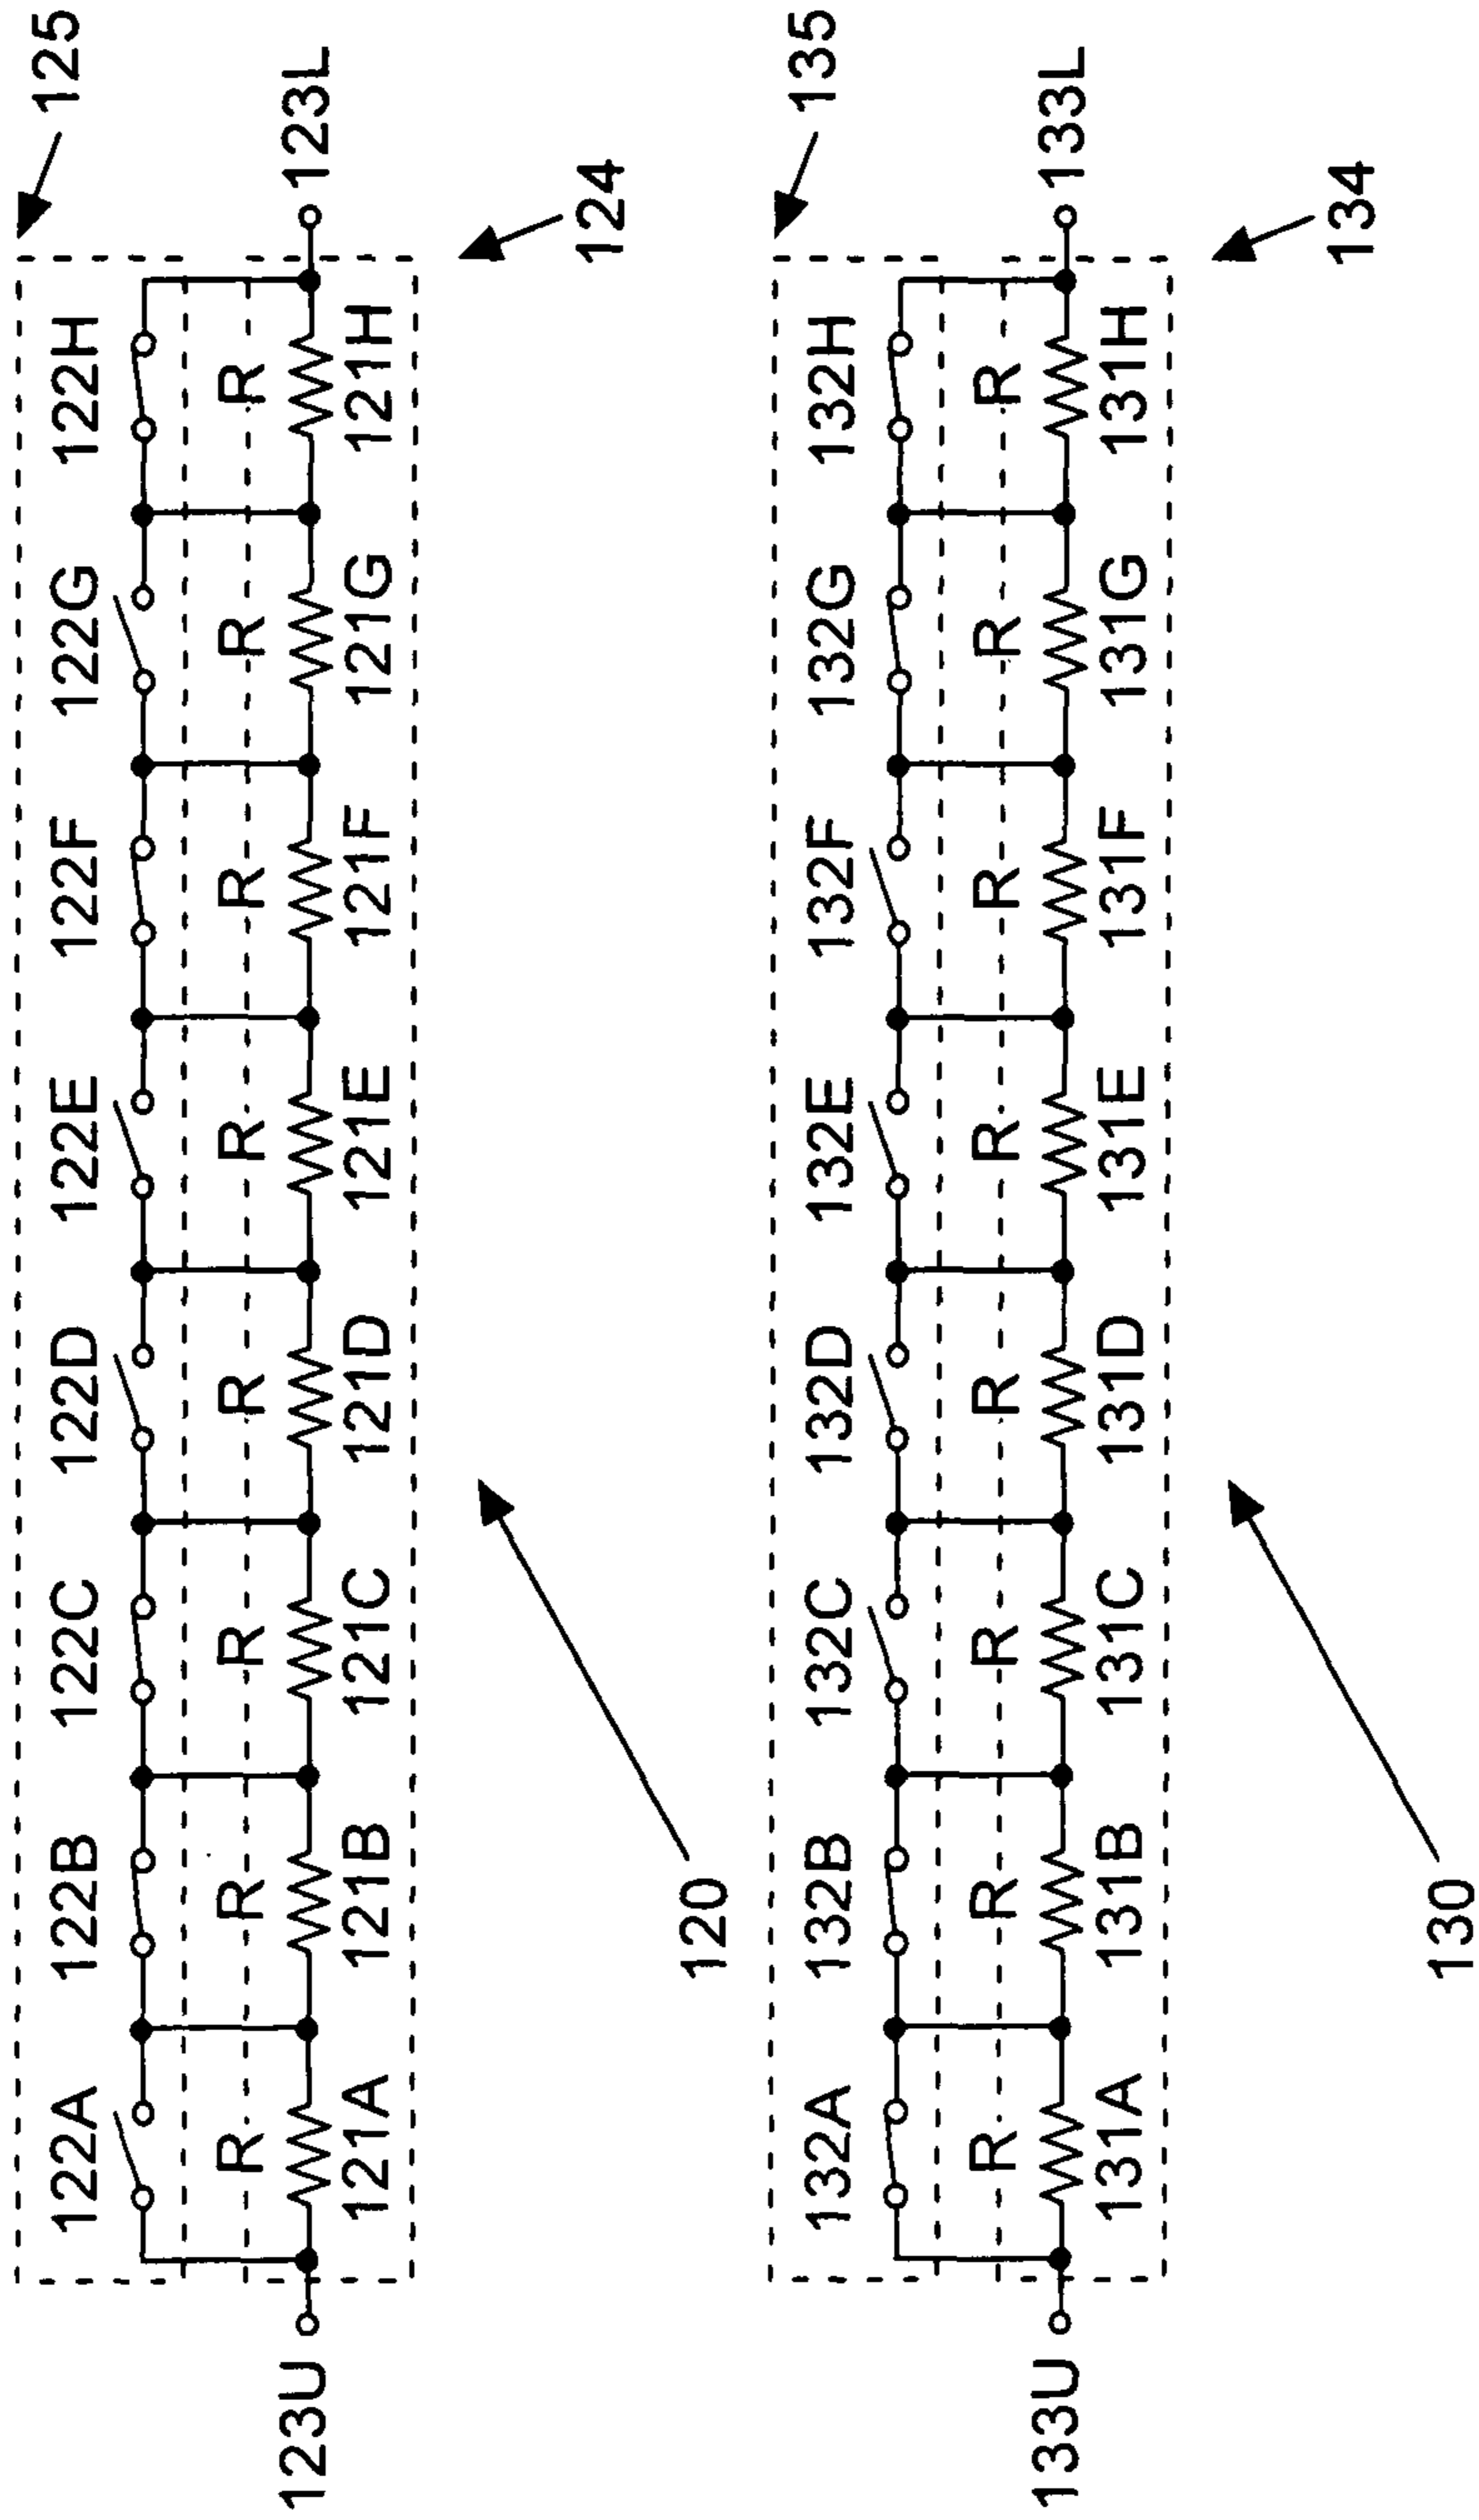 125
122A 122B 122C 122D 122E 122F 122G 122H
R R R R R R R R
123U 123L
121A 121B 121C 121D 121E 121F 121G 121H
124
120
135
132A 132B 132C 132D 132E 132F 132G 132H
R R R R R R R R
133U 133L
131A 131B 131C 131D 131E 131F 131G 131H
134
130